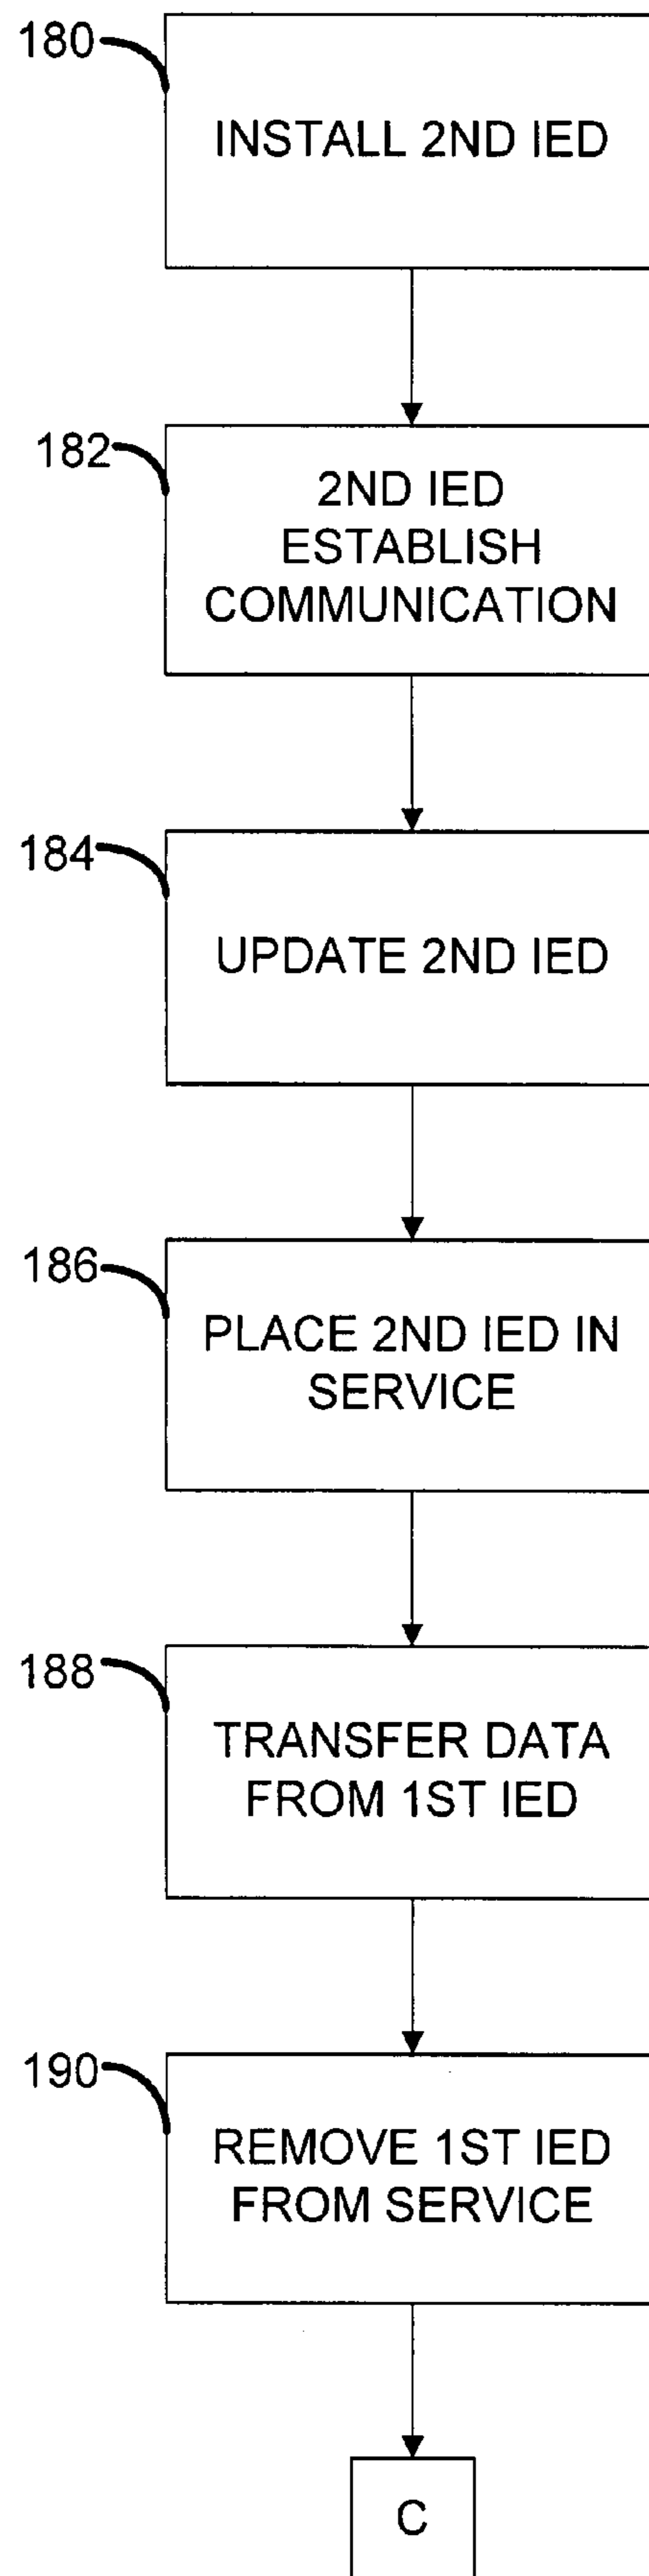 180
INSTALL 2ND IED
182
2ND IED
ESTABLISH
COMMUNICATION
184
UPDATE 2ND IED
186
PLACE 2ND IED IN
SERVICE
188
TRANSFER DATA
FROM 1ST IED
190
REMOVE 1ST IED
FROM SERVICE
C